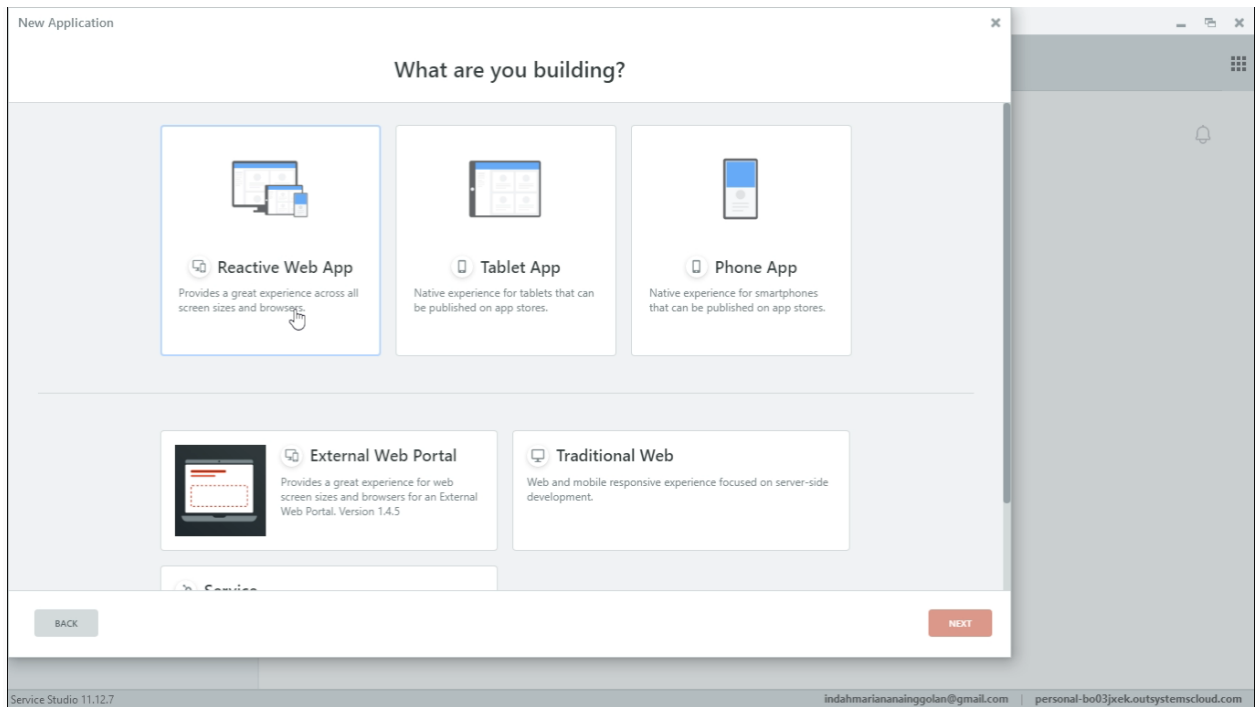 New Application
What are you building?
Reactive Web App
Provides a great experience across all
screen sizes and browsers.
Tablet App
Native experience for tablets that can
be published on app stores.
Phone App
Native experience for smartphones
that can be published on app stores.
External Web Portal
Provides a great experience for web
screen sizes and browsers for an External
Web Portal. Version 1.4.5
Traditional Web
Web and mobile responsive experience focused on server-side
development.
Service
BACK
NEXT
Service Studio 11.12.7
indahmariananainggolan@gmail.com | personal-bo03jxek.outsystemscloud.com